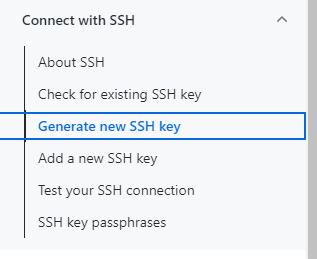 Connect with SSH
About SSH
Check for existing SSH key
Generate new SSH key
Add a new SSH key
Test your SSH connection
SSH key passphrases